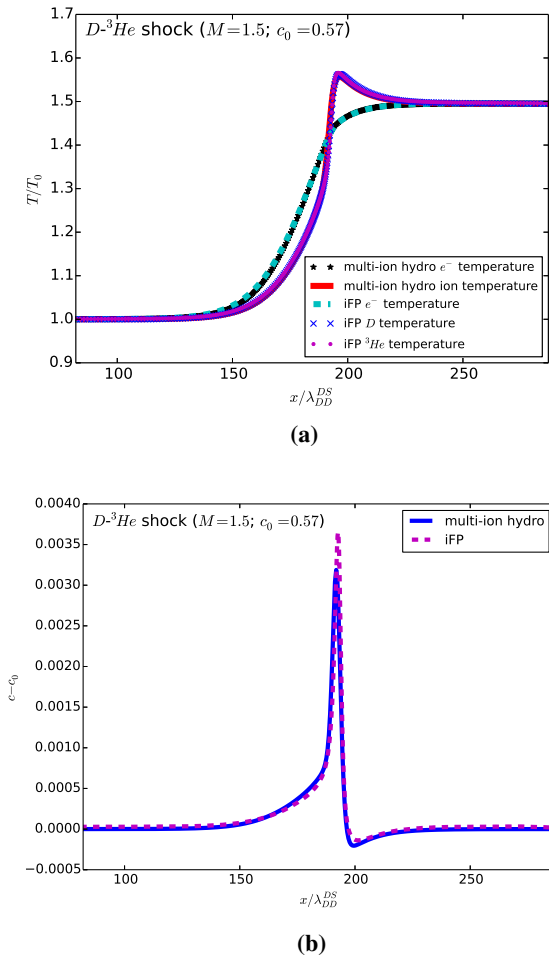 D-³He shock (M=1.5; c₀=0.57)
1.7
1.6
1.5
1.4
1.3
1.2
1.1
1.0
0.9
T/T₀
multi-ion hydro e⁻ temperature
multi-ion hydro ion temperature
iFP e⁻ temperature
iFP D temperature
iFP ³He temperature
100 150 200 250
x/λ_{DD}^{DS}
(a)
D-³He shock (M=1.5; c₀=0.57)
multi-ion hydro
iFP
0.0040
0.0035
0.0030
0.0025
0.0020
0.0015
0.0010
0.0005
0.0000
−0.0005
c−c₀
100 150 200 250
x/λ_{DD}^{DS}
(b)